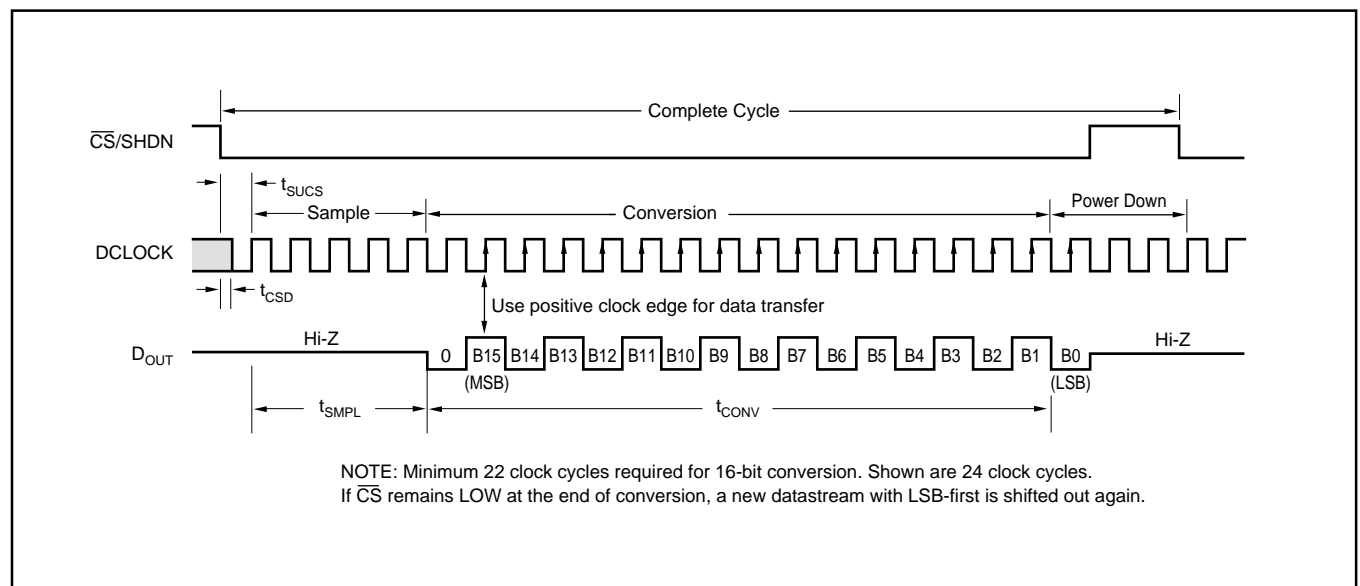 Complete Cycle
C̅S̅/SHDN
tSUCS
Sample
Conversion
Power Down
DCLOCK
tCSD
Use positive clock edge for data transfer
Hi-Z
Hi-Z
DOUT
0 B15 B14 B13 B12 B11 B10 B9 B8 B7 B6 B5 B4 B3 B2 B1 B0
(MSB)
(LSB)
tSMPL
tCONV
NOTE: Minimum 22 clock cycles required for 16-bit conversion. Shown are 24 clock cycles.
If C̅S̅ remains LOW at the end of conversion, a new datastream with LSB-first is shifted out again.